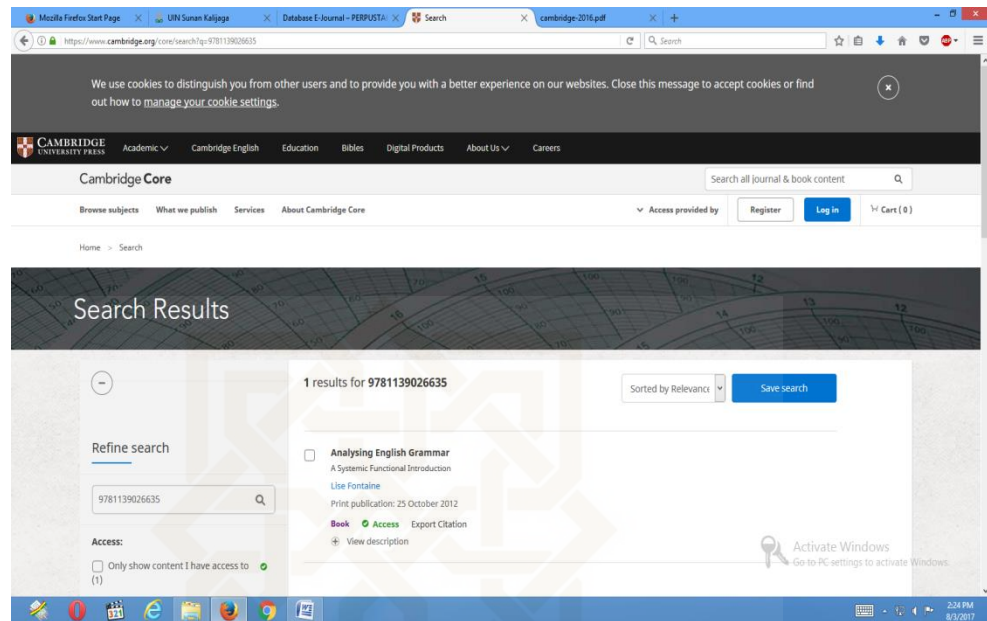 Mozilla Firefox Start Page
UIN Sunan Kalijaga
Database E-Journal – PERPUSTA
Search
cambridge-2016.pdf
https://www.cambridge.org/core/search?q=9781139026635
Search
ABP
We use cookies to distinguish you from other users and to provide you with a better experience on our websites. Close this message to accept cookies or find
out how to manage your cookie settings.
CAMBRIDGE
UNIVERSITY PRESS
Academic
Cambridge English
Education
Bibles
Digital Products
About Us
Careers
Cambridge Core
Search all journal & book content
Browse subjects
What we publish
Services
About Cambridge Core
Access provided by
Register
Log in
Cart ( 0 )
Home > Search
Search Results
1 results for 9781139026635
Sorted by Relevance
Save search
Refine search
9781139026635
Access:
Only show content I have access to
(1)
Analysing English Grammar
A Systemic Functional Introduction
Lise Fontaine
Print publication: 25 October 2012
Book Access Export Citation
View description
Activate Windows
Go to PC settings to activate Windows.
2:24 PM
8/3/2017